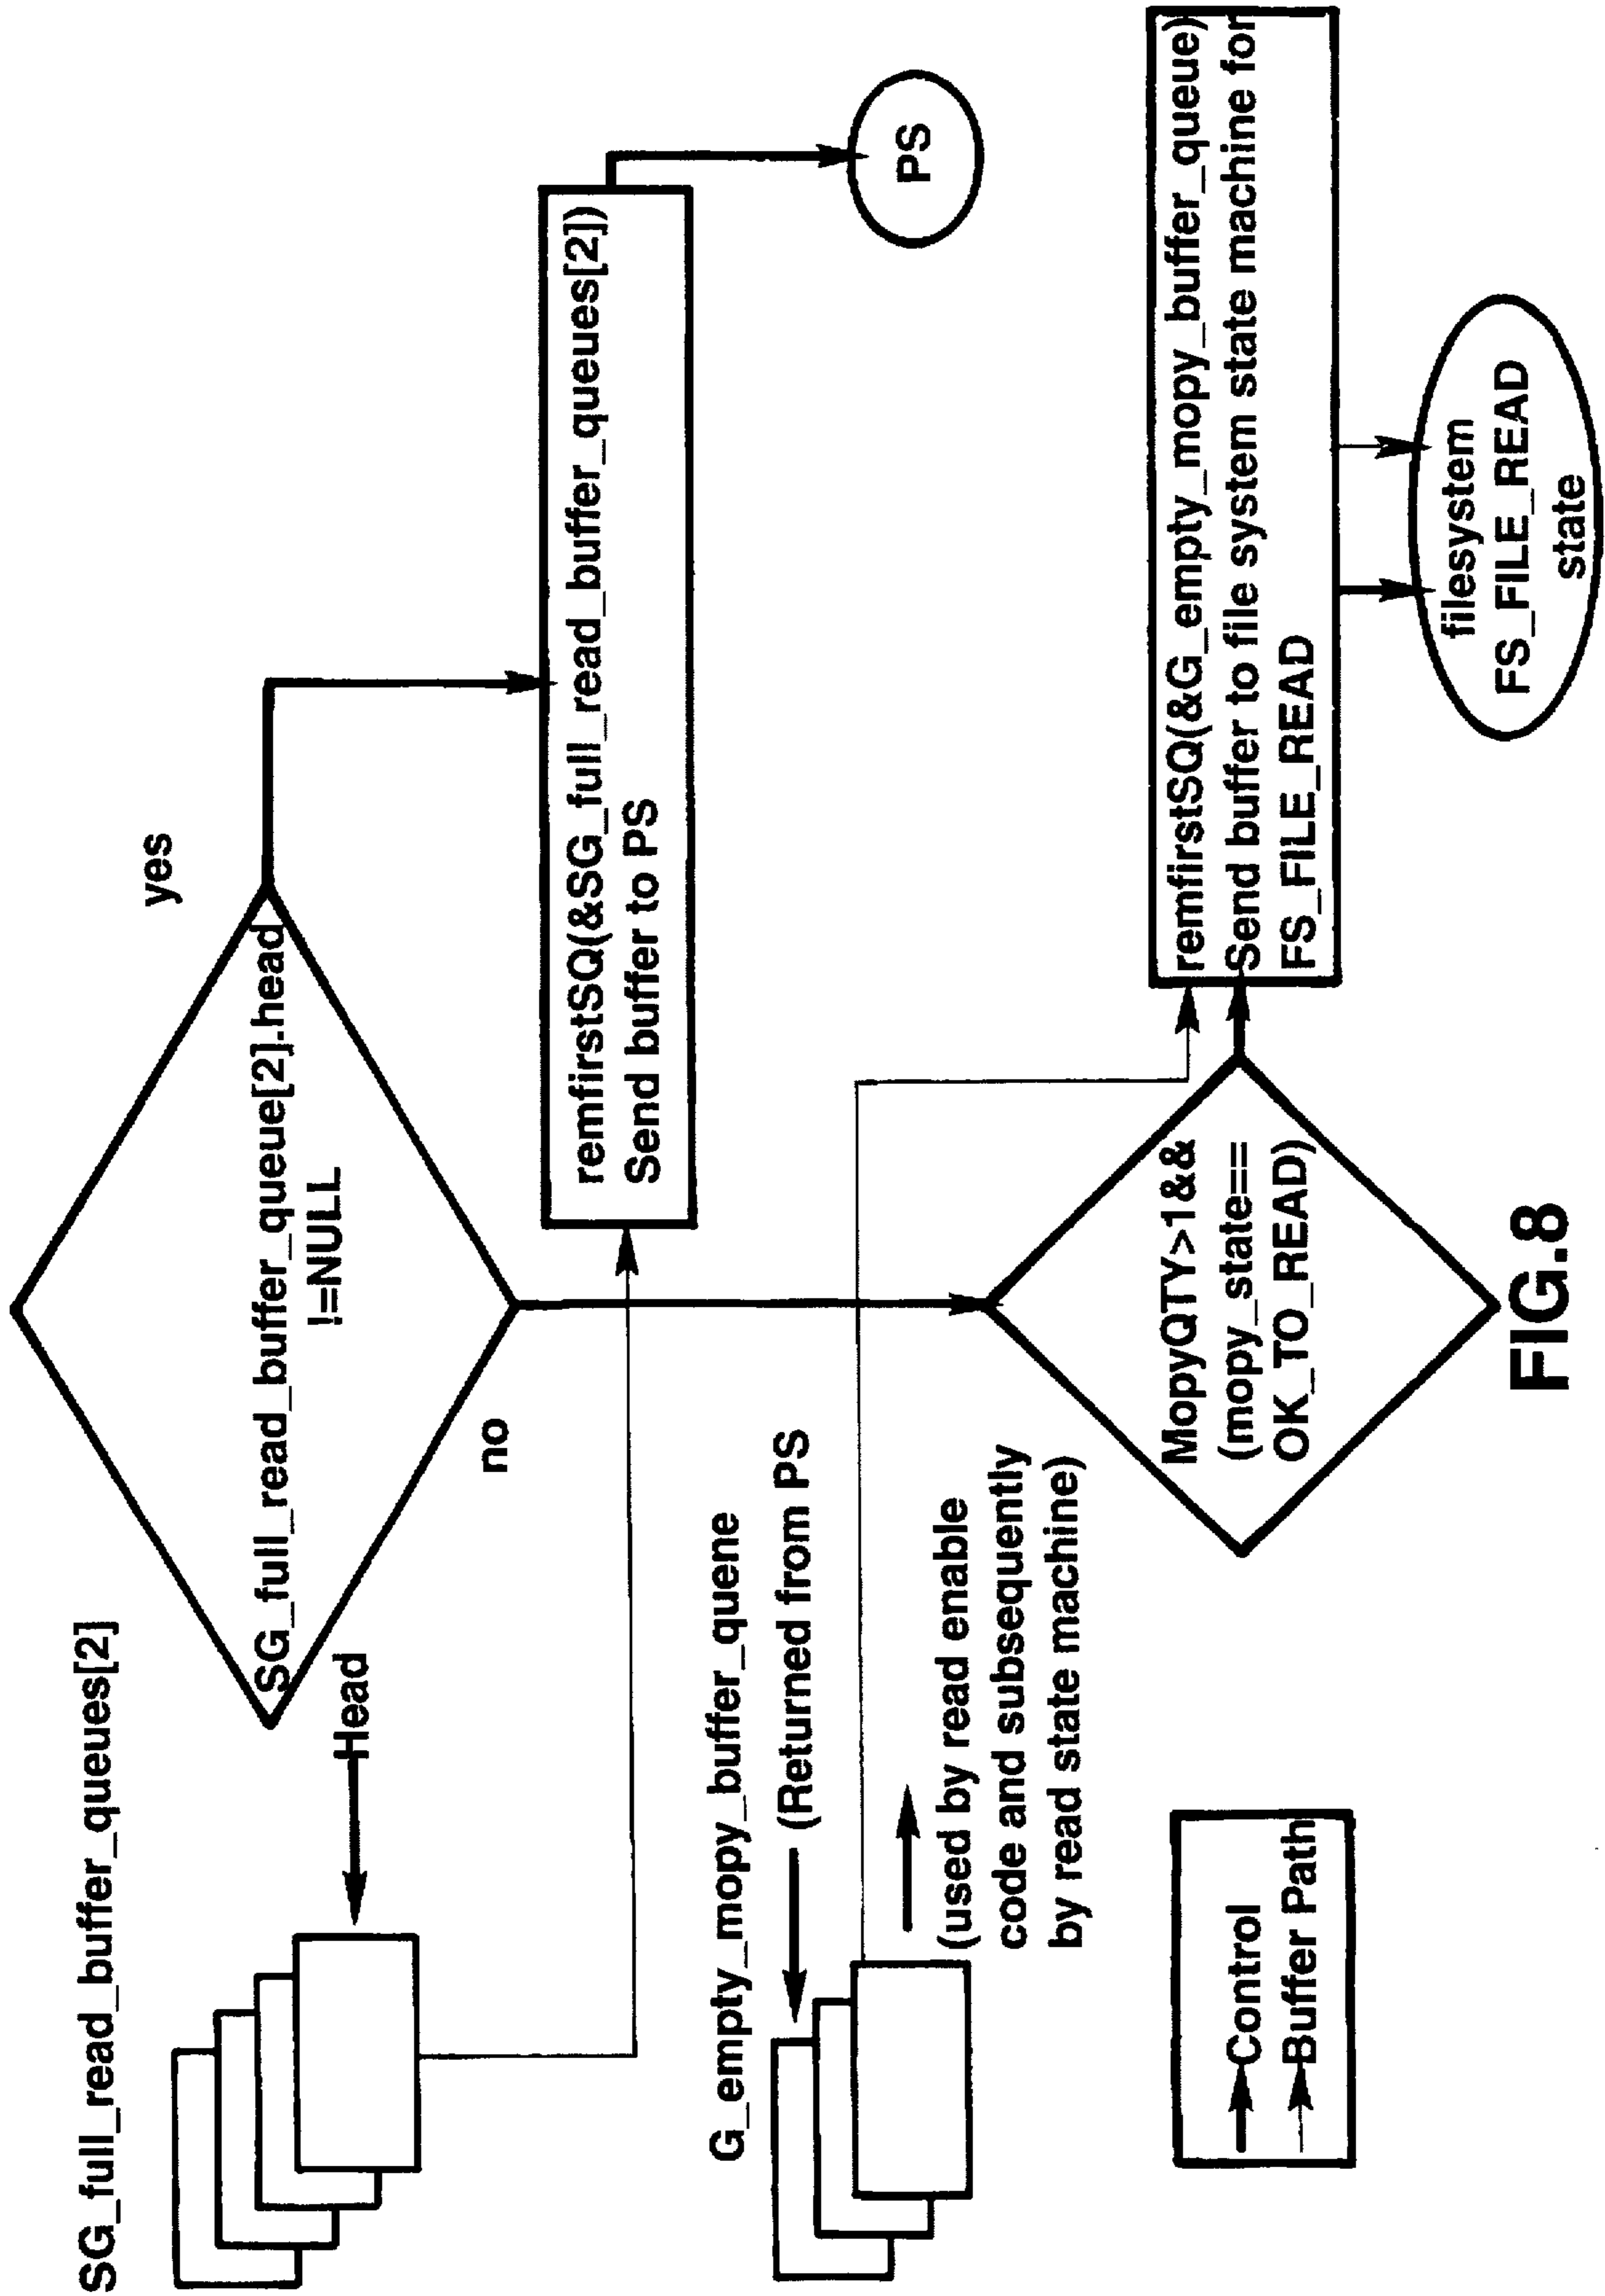 SG_full_read_buffer_queues[2]
Head
SG_full_read_buffer_queue[2].head
!=NULL
yes
no
remfirstSQ(&SG_full_read_buffer_queues[2])
Send buffer to PS
PS
G_empty_mopy_buffer_quene
(Returned from PS
(used by read enable
code and subsequently
by read state machine)
MopyQTY>1&&
(mopy_state==
OK_TO_READ)
remfirstSQ(&G_empty_mopy_buffer_queue)
Send buffer to file system state machine for
FS_FILE_READ
filesystem
FS_FILE_READ
state
Control
Buffer Path
FIG.8